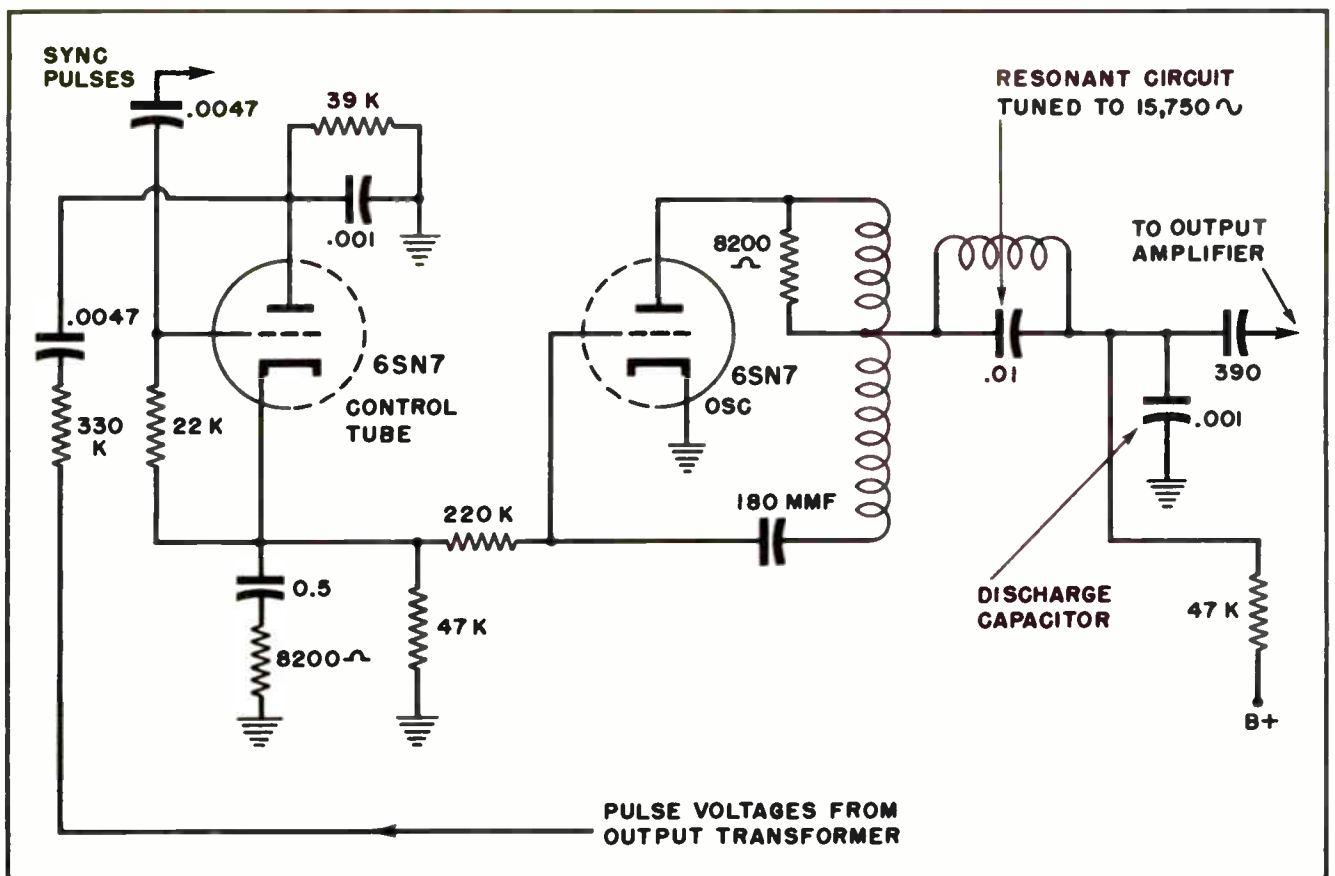 SYNC
PULSES
.0047
39 K
.001
RESONANT CIRCUIT
TUNED TO 15,750 ∿
TO OUTPUT
AMPLIFIER
8200
Ω
.0047
6SN7
CONTROL
TUBE
6SN7
OSC
.01
390
.001
330
K
22 K
220 K
180 MMF
0.5
47 K
8200 Ω
DISCHARGE
CAPACITOR
47 K
B+
PULSE VOLTAGES FROM
OUTPUT TRANSFORMER